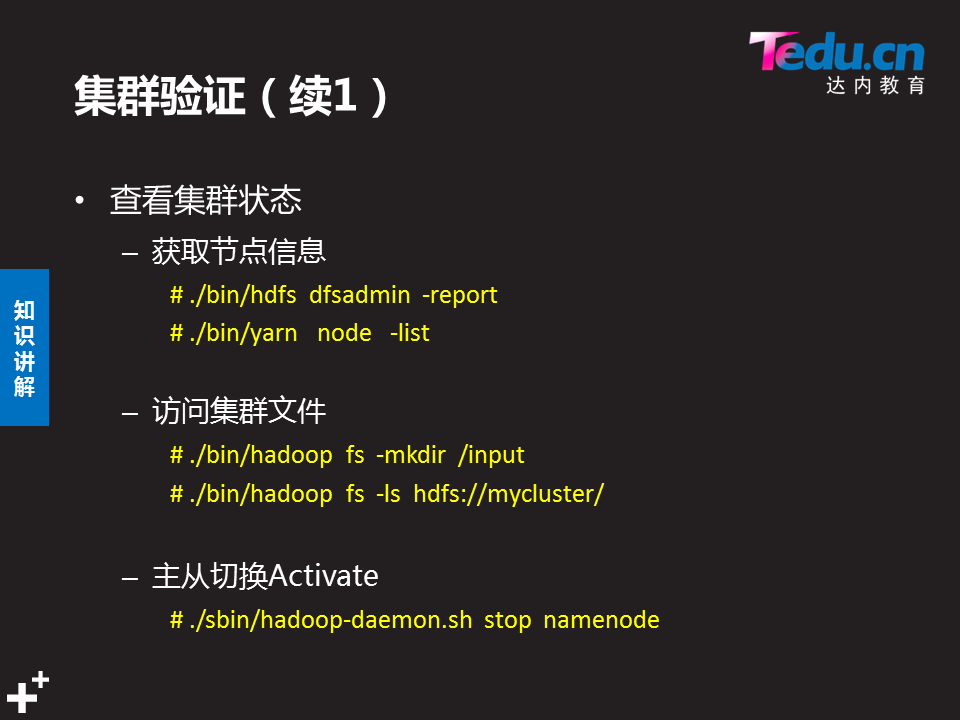 Tedu.cn
达内教育
集群验证（续1）
• 查看集群状态
– 获取节点信息
# ./bin/hdfs dfsadmin -report
# ./bin/yarn node -list
知识讲解
– 访问集群文件
# ./bin/hadoop fs -mkdir /input
# ./bin/hadoop fs -ls hdfs://mycluster/
– 主从切换Activate
# ./sbin/hadoop-daemon.sh stop namenode